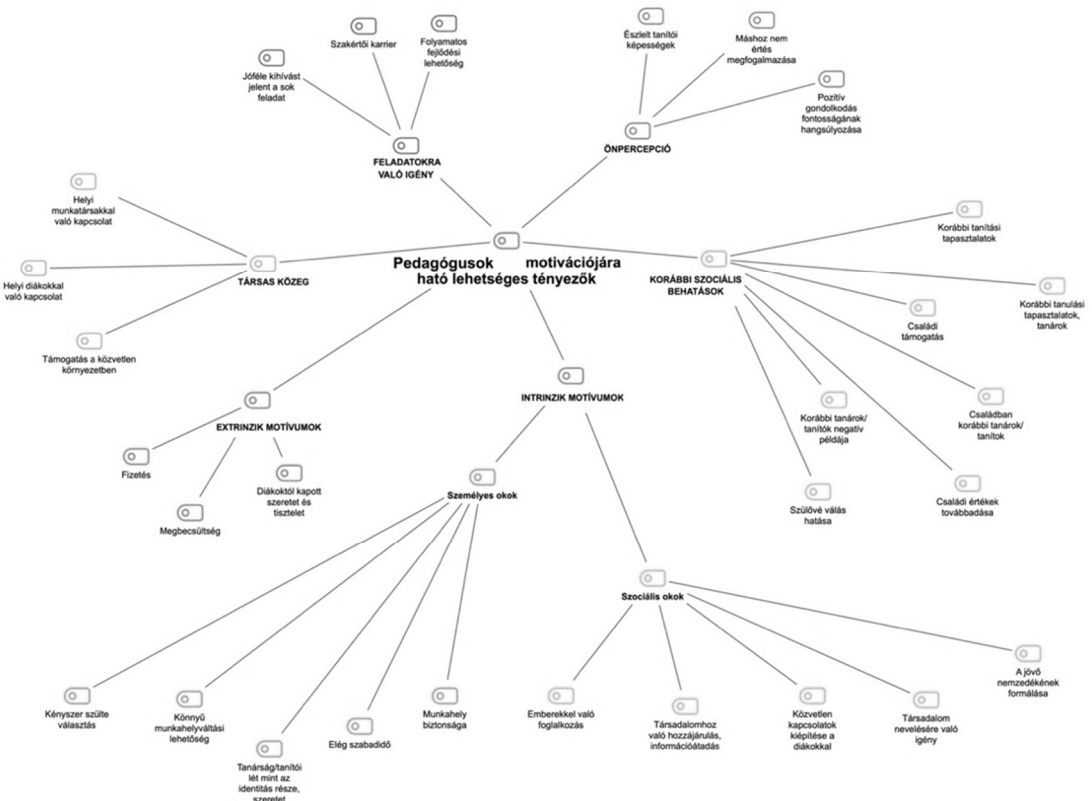 Jóféle kihívást
jelent a sok
feladat
Szakértői karrier
Folyamatos
fejlődési
lehetőség
FELADATOKRA
VALÓ IGÉNY
Észlelt tanítói
képességek
Máshoz nem
értés
megfogalmazása
Pozitív
gondolkodás
fontosságának
hangsúlyozása
ÖNPERCEPCIÓ
Helyi
munkatársakkal
való kapcsolat
Helyi diákokkal
való kapcsolat
Támogatás a közvetlen
környezetben
TÁRSAS KÖZEG
Pedagógusok motivációjára
ható lehetséges tényezők
KORÁBBI SZOCIÁLIS
BEHATÁSOK
Korábbi tanítási
tapasztalatok
Korábbi tanulási
tapasztalatok,
tanárok
Családi
támogatás
Családban
korábbi tanárok/
tanítok
Korábbi tanárok/
tanítók negatív
példája
Családi értékek
továbbadása
Szülővé válás
hatása
EXTRINZIK MOTÍVUMOK
Fizetés
Megbecsültség
Diákoktól kapott
szeretet és
tisztelet
INTRINZIK MOTÍVUMOK
Személyes okok
Kényszer szülte
választás
Könnyű
munkahelyváltási
lehetőség
Tanárság/tanítói
lét mint az
identitás része,
szeretet
Elég szabadidő
Munkahely
biztonsága
Szociális okok
Emberekkel való
foglalkozás
Társadalomhoz
való hozzájárulás,
információátadás
Közvetlen
kapcsolatok
kiépítése a
diákokkal
Társadalom
nevelésére való
igény
A jövő
nemzedékének
formálása